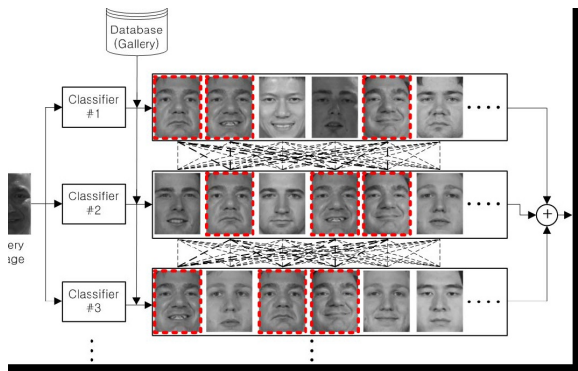 Database
(Gallery)
Classifier
#1
Classifier
#2
ery
age
Classifier
#3
+